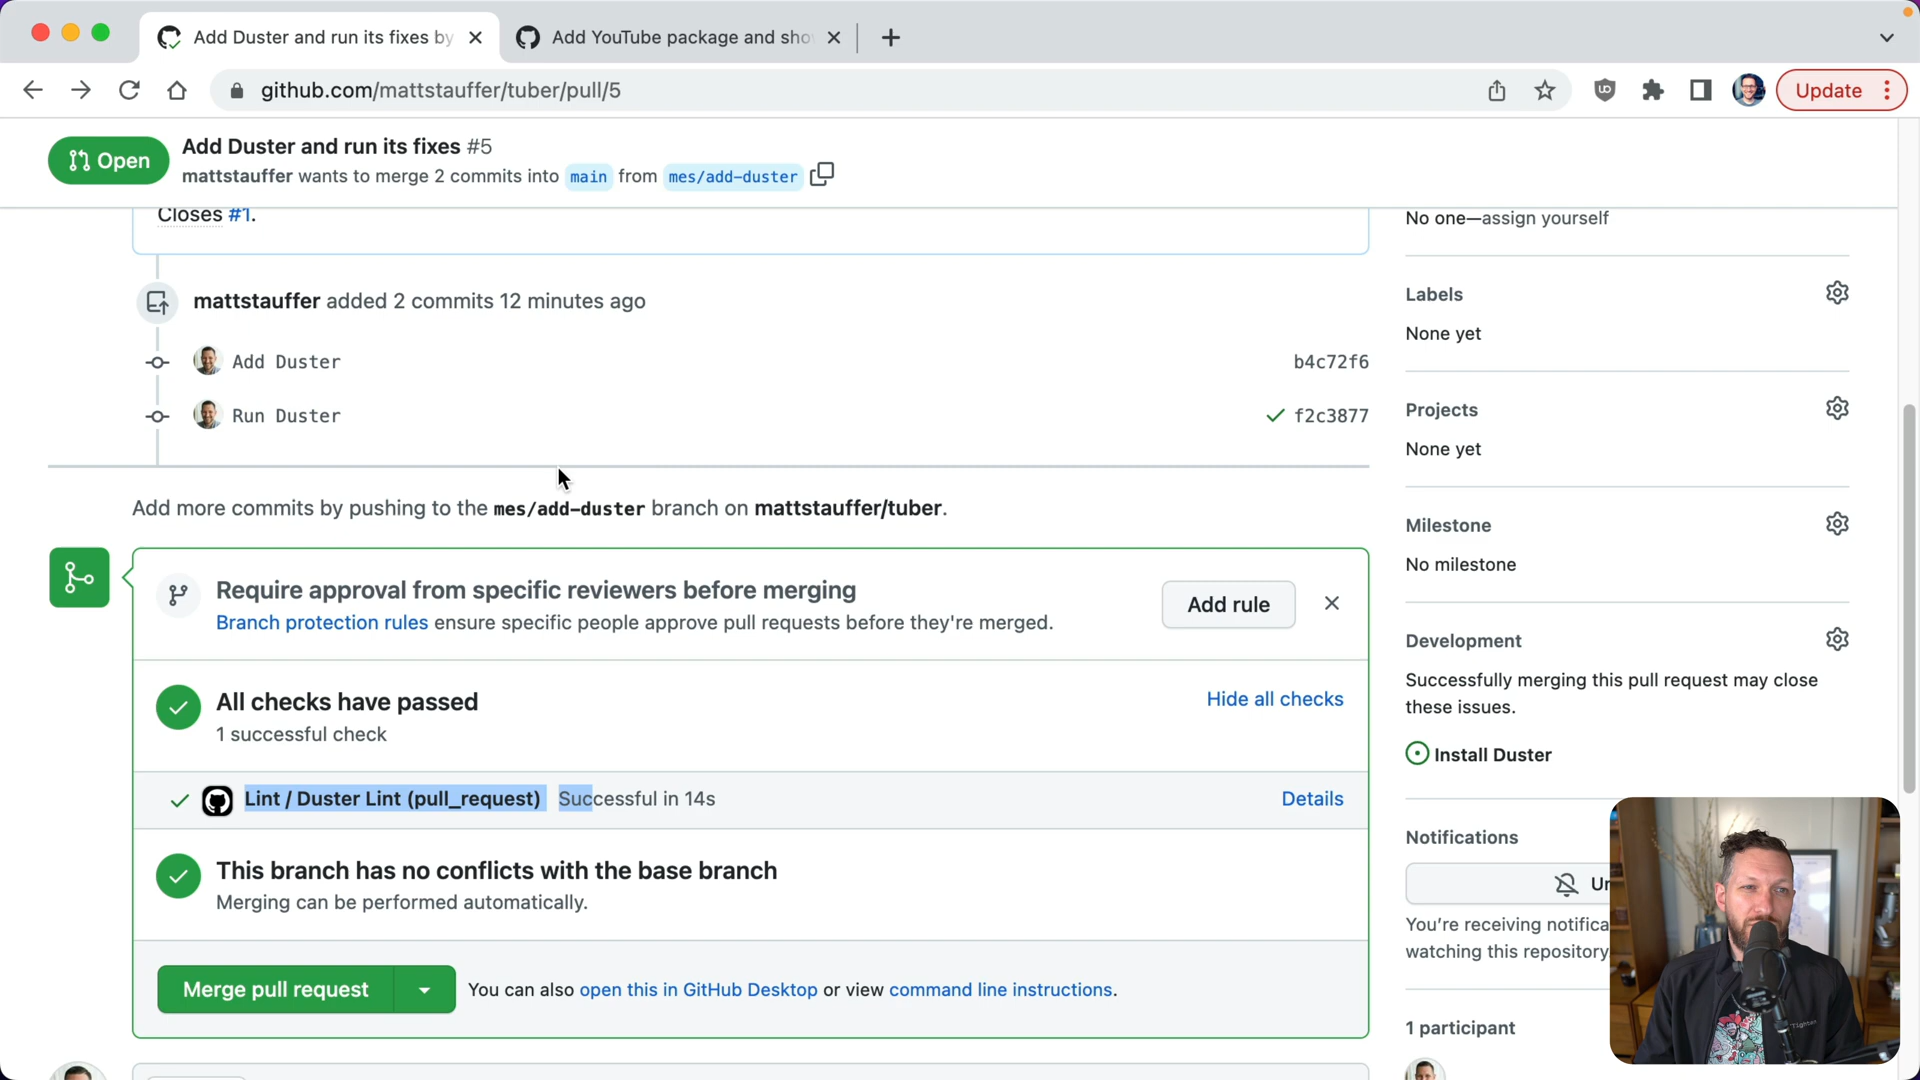 Add Duster and run its fixes by
Add YouTube package and sho
github.com/mattstauffer/tuber/pull/5
Update
Open
Add Duster and run its fixes #5
mattstauffer wants to merge 2 commits into main from mes/add-duster
Closes #1.
No one—assign yourself
mattstauffer added 2 commits 12 minutes ago
Labels
None yet
Add Duster b4c72f6
Run Duster f2c3877
Projects
None yet
Add more commits by pushing to the mes/add-duster branch on mattstauffer/tuber.
Milestone
No milestone
Require approval from specific reviewers before merging
Branch protection rules ensure specific people approve pull requests before they're merged.
Add rule
Development
Successfully merging this pull request may close
these issues.
Install Duster
All checks have passed
1 successful check
Hide all checks
Lint / Duster Lint (pull_request) Successful in 14s
Details
This branch has no conflicts with the base branch
Merging can be performed automatically.
Notifications
Un
You're receiving notifica
watching this repository
Merge pull request
You can also open this in GitHub Desktop or view command line instructions.
1 participant